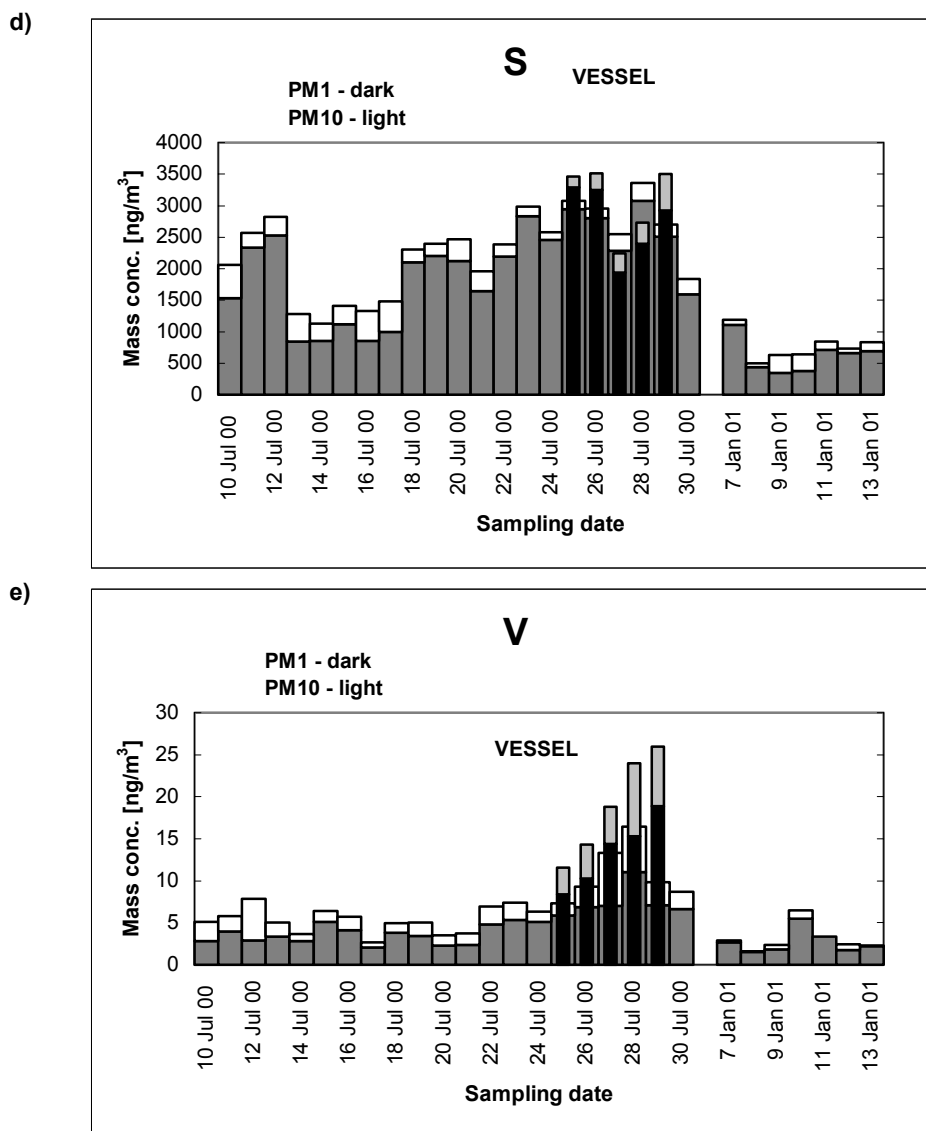 d)
S
VESSEL
PM1 - dark
PM10 - light
Mass conc. [ng/m³]
4000
3500
3000
2500
2000
1500
1000
500
0
10 Jul 00
12 Jul 00
14 Jul 00
16 Jul 00
18 Jul 00
20 Jul 00
22 Jul 00
24 Jul 00
26 Jul 00
28 Jul 00
30 Jul 00
7 Jan 01
9 Jan 01
11 Jan 01
13 Jan 01
Sampling date
e)
V
PM1 - dark
PM10 - light
VESSEL
Mass conc. [ng/m³]
30
25
20
15
10
5
0
10 Jul 00
12 Jul 00
14 Jul 00
16 Jul 00
18 Jul 00
20 Jul 00
22 Jul 00
24 Jul 00
26 Jul 00
28 Jul 00
30 Jul 00
7 Jan 01
9 Jan 01
11 Jan 01
13 Jan 01
Sampling date